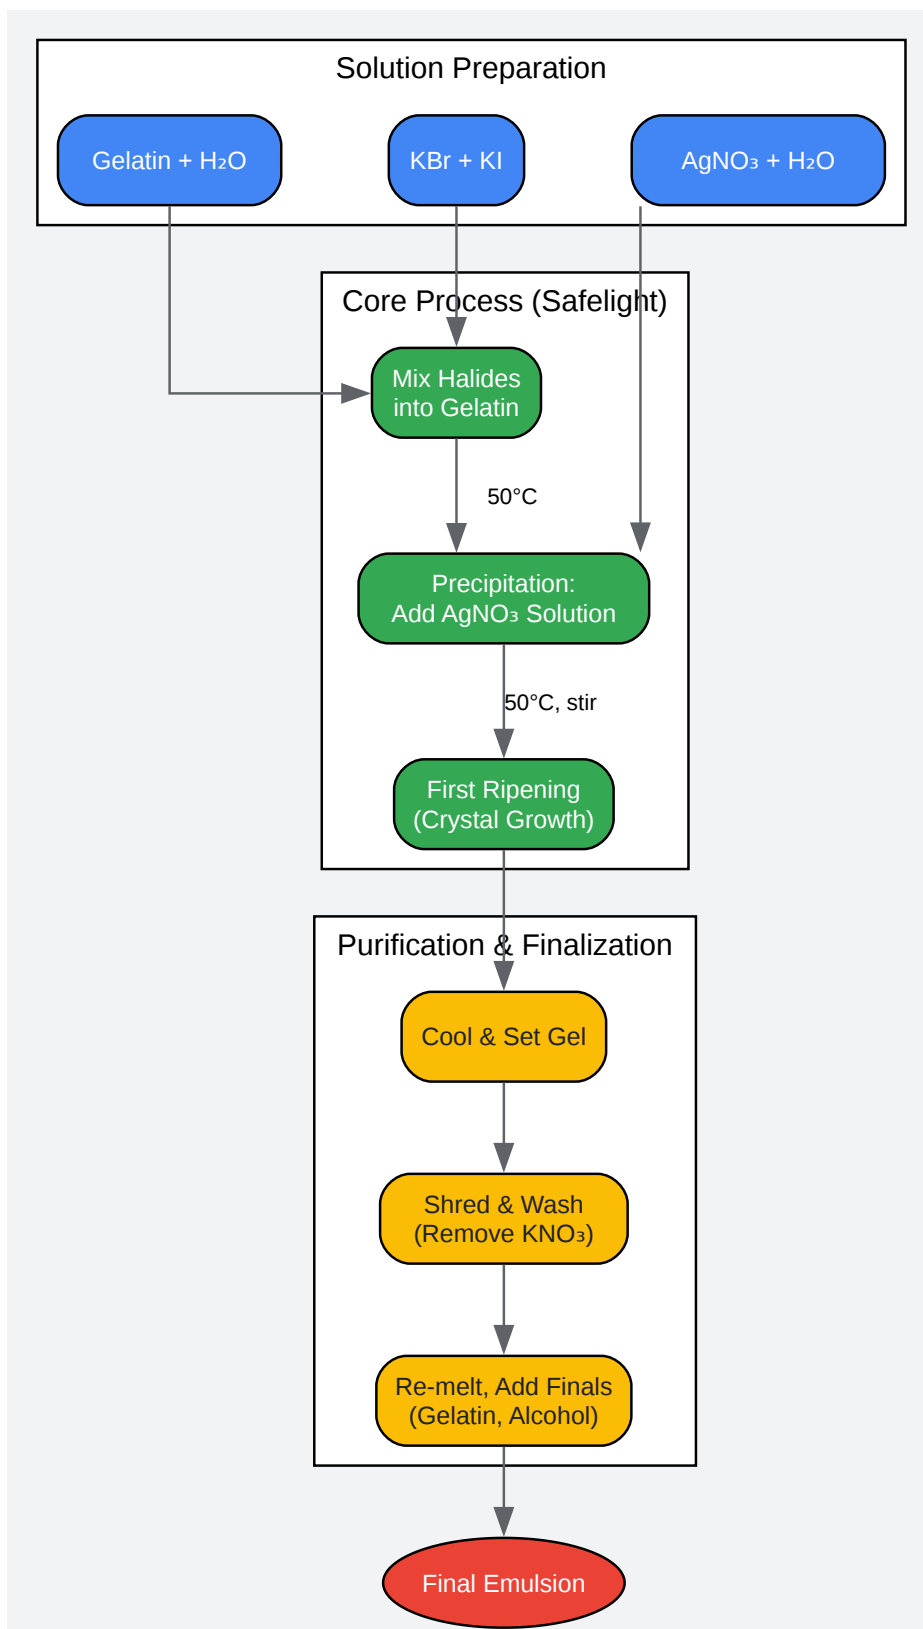 Solution Preparation
Gelatin + H₂O
KBr + KI
AgNO₃ + H₂O
Core Process (Safelight)
Mix Halides
into Gelatin
50°C
Precipitation:
Add AgNO₃ Solution
50°C, stir
First Ripening
(Crystal Growth)
Purification & Finalization
Cool & Set Gel
Shred & Wash
(Remove KNO₃)
Re-melt, Add Finals
(Gelatin, Alcohol)
Final Emulsion